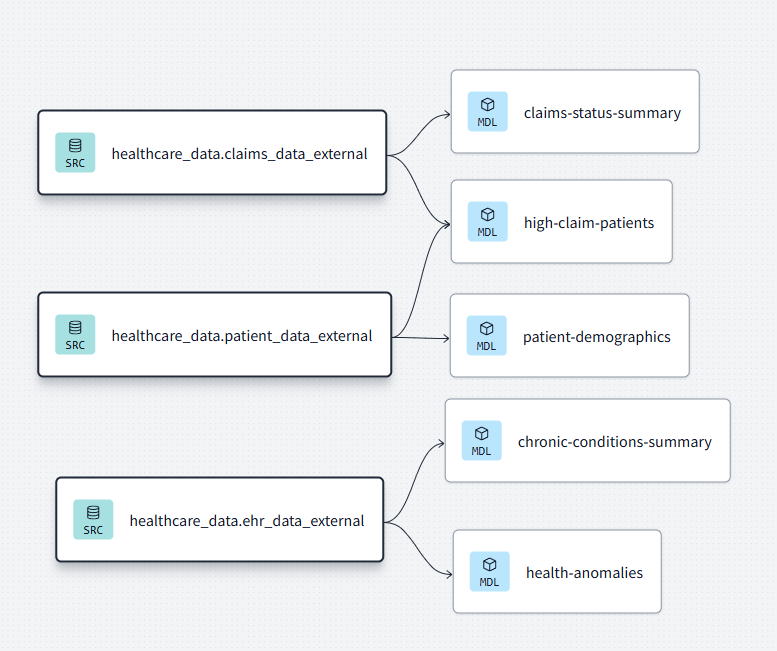 SRC
healthcare_data.claims_data_external
MDL
claims-status-summary
MDL
high-claim-patients
SRC
healthcare_data.patient_data_external
MDL
patient-demographics
MDL
chronic-conditions-summary
SRC
healthcare_data.ehr_data_external
MDL
health-anomalies